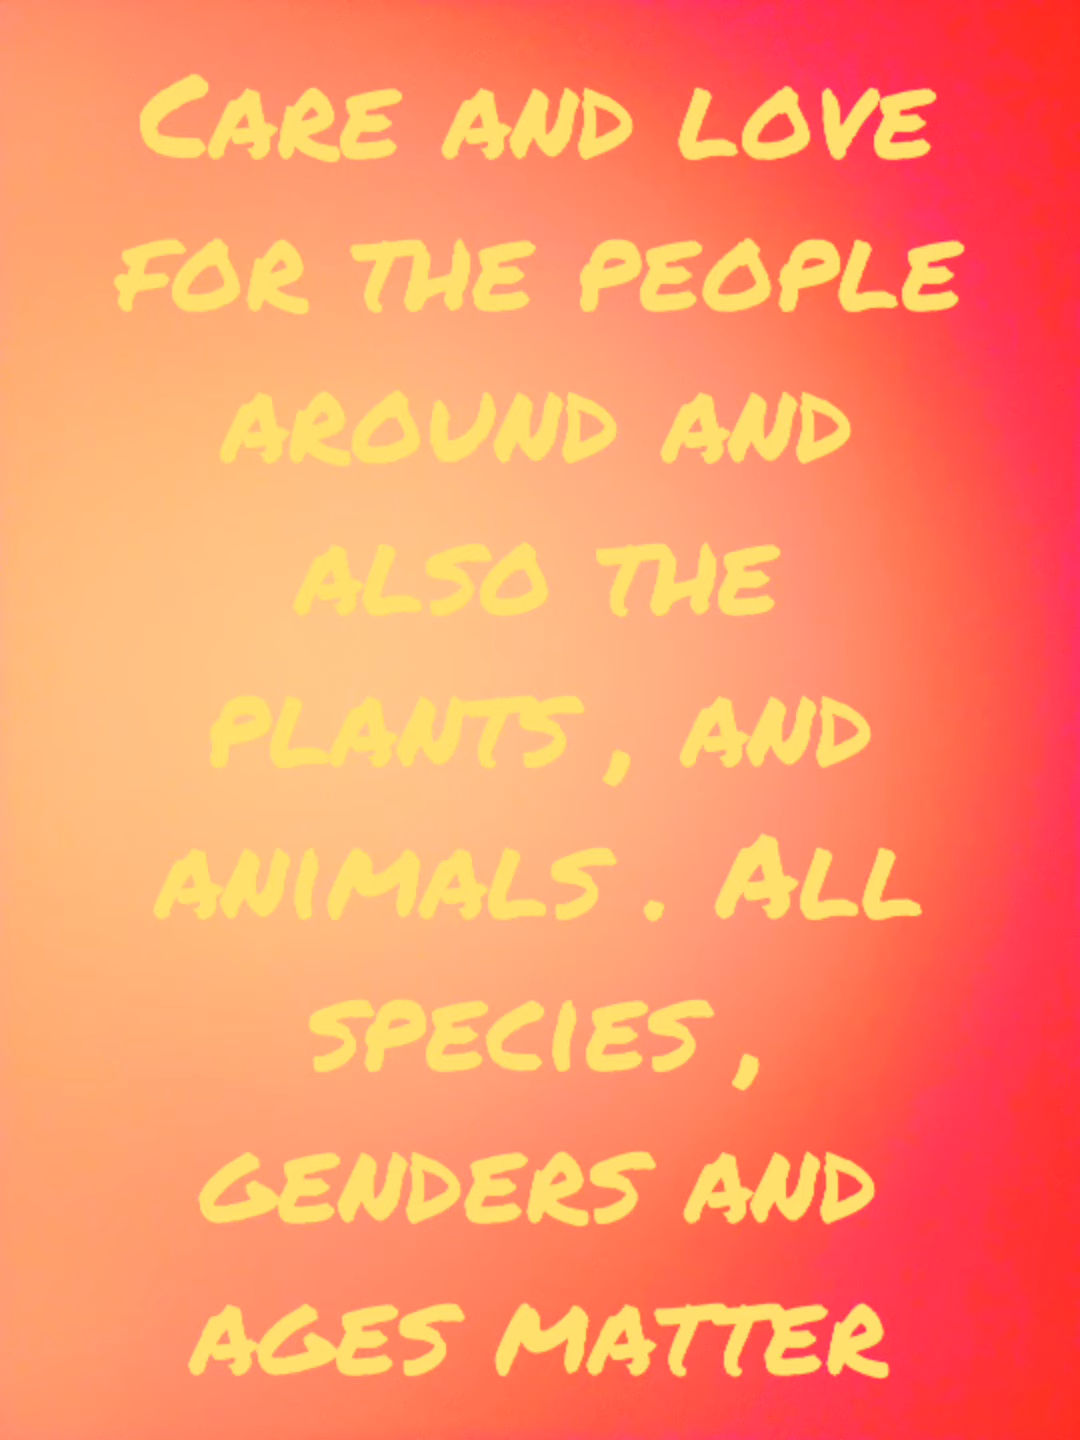 Care and love
for the people
around and
also the
plants , and
animals . All
species ,
genders and
ages matter